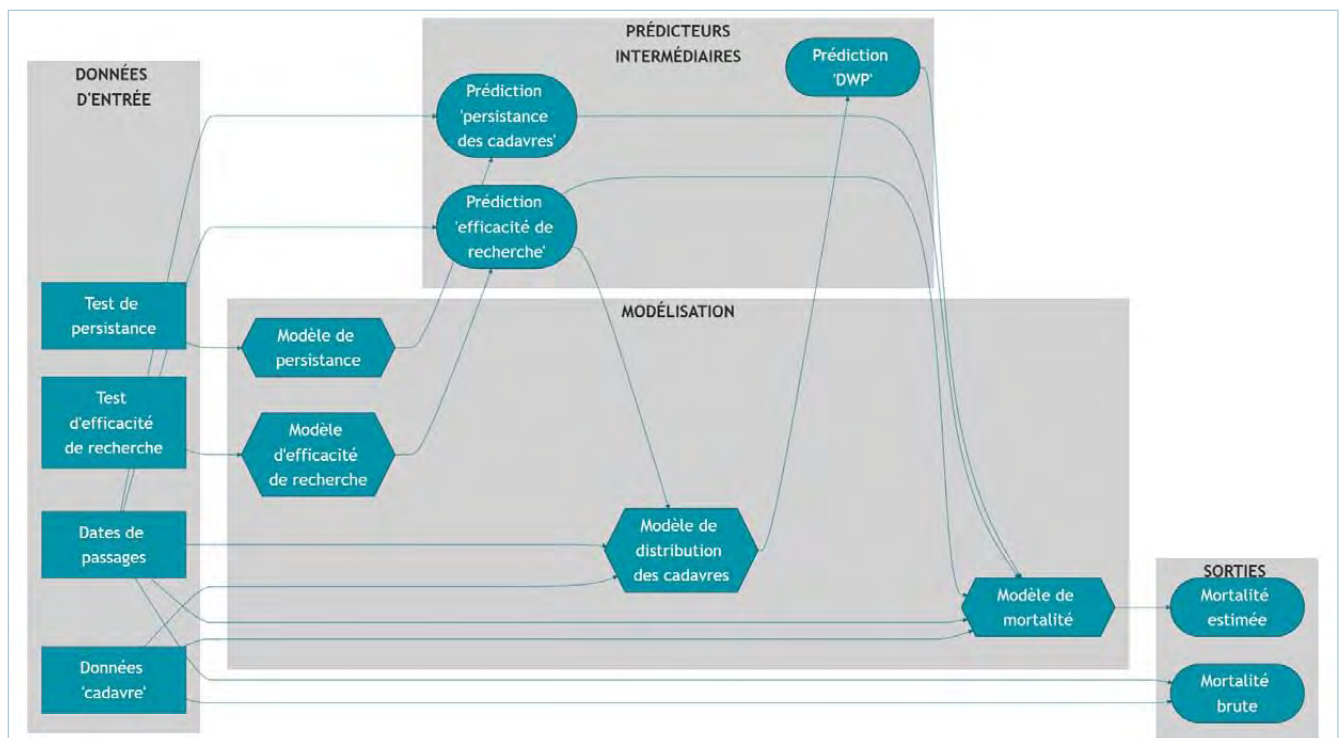 DONNÉES
D'ENTRÉE
Test de
persistance
Test
d'efficacité
de recherche
Dates de
passages
Données
'cadavre'
PRÉDICTEURS
INTERMÉDIAIRES
Prédiction
'persistance
des cadavres'
Prédiction
'efficacité de
recherche'
Prédiction
'DWP'
MODÉLISATION
Modèle de
persistance
Modèle
d'efficacité
de recherche
Modèle de
distribution
des cadavres
Modèle de
mortalité
SORTIES
Mortalité
estimée
Mortalité
brute